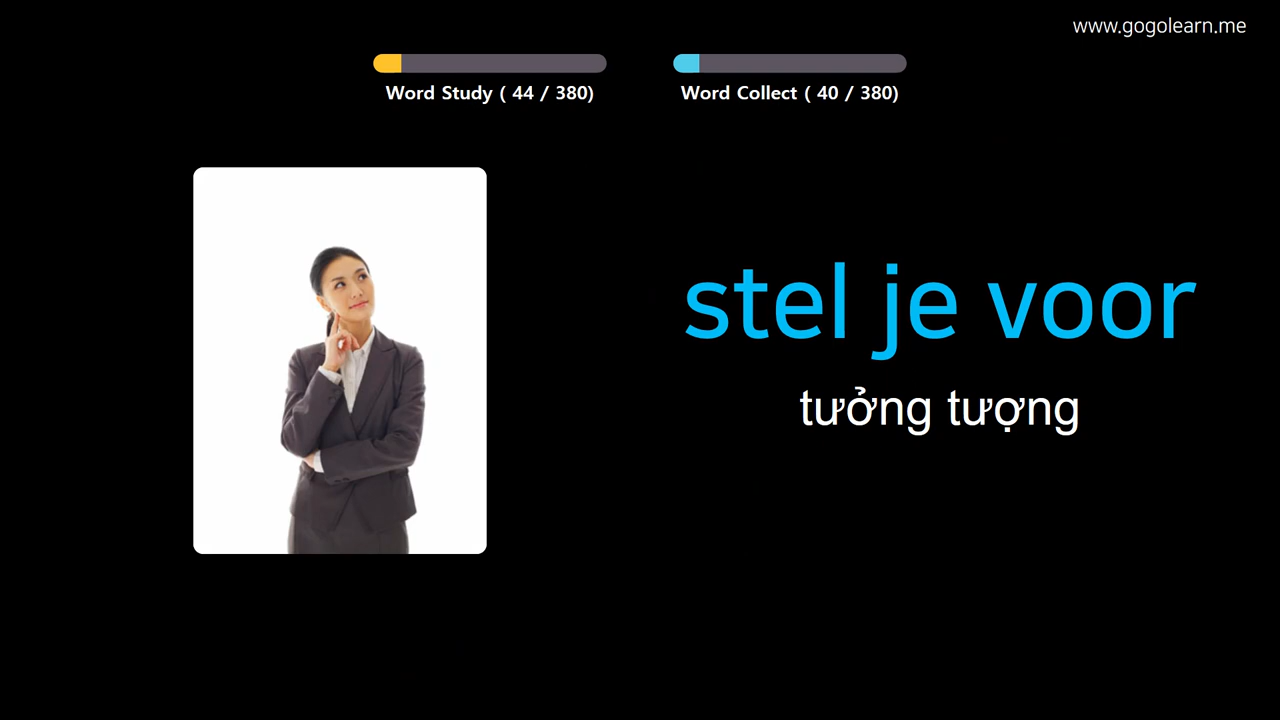 www.gogolearn.me
Word Study ( 44 / 380)
Word Collect ( 40 / 380)
stel je voor
tưởng tượng